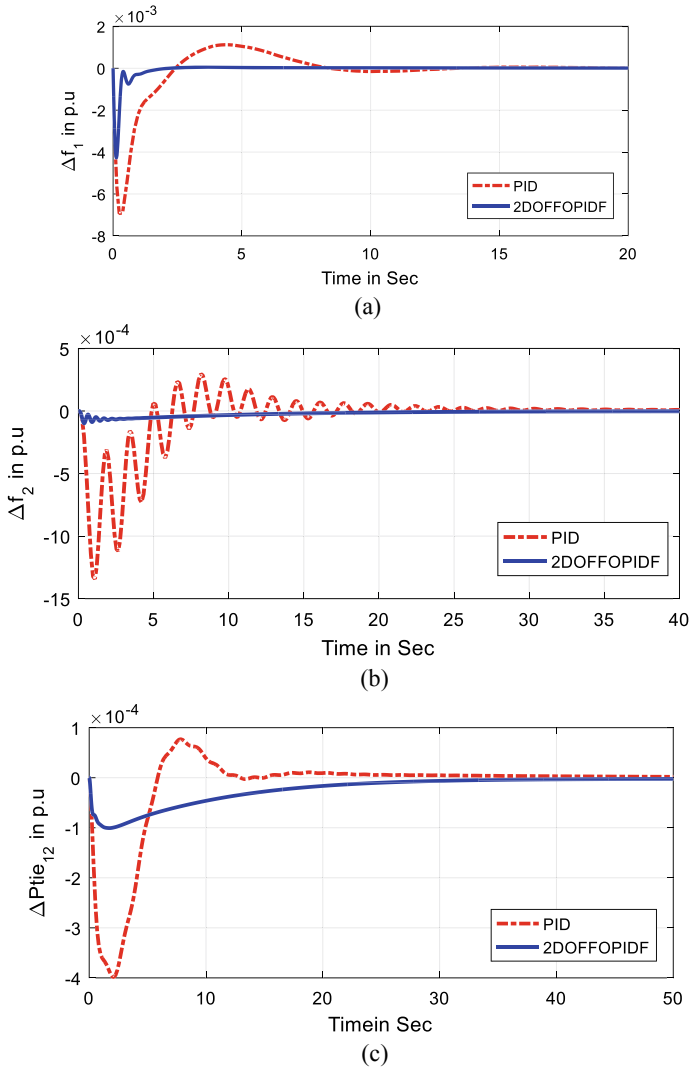 ×10^-3
2
0
-2
-4
-6
-8
Δf_1 in p.u
PID
2DOFFOPIDF
0 5 10 15 20
Time in Sec
(a)
×10^-4
5
0
-5
-10
-15
Δf_2 in p.u
PID
2DOFFOPIDF
0 5 10 15 20 25 30 35 40
Time in Sec
(b)
×10^-4
1
0
-1
-2
-3
-4
ΔPtie_12 in p.u
PID
2DOFFOPIDF
0 10 20 30 40 50
Timein Sec
(c)